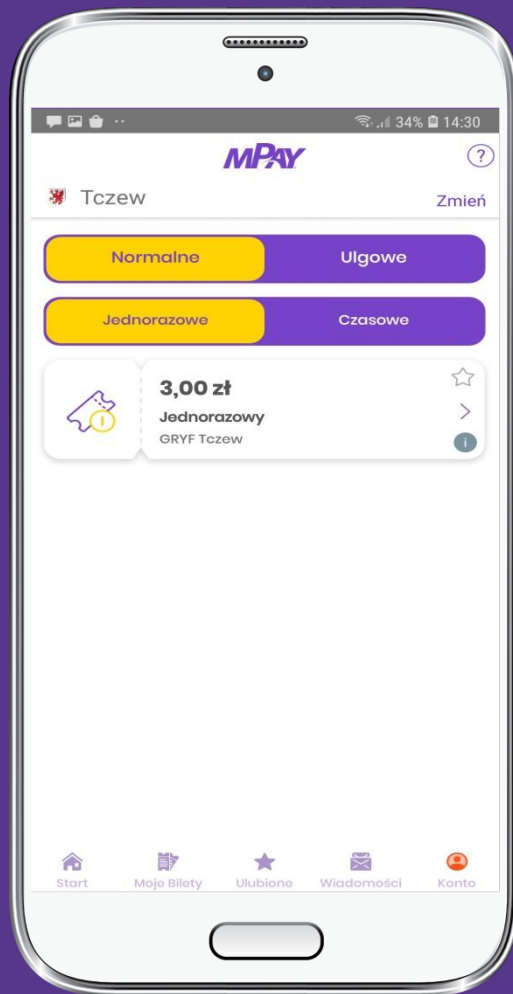 34% 14:30
mPAY ?
Tczew Zmień
Normalne Ulgowe
Jednorazowe Czasowe
3,00 zł
Jednorazowy
GRYF Tczew
i
Start Moje Bilety Ulubione Wiadomości Konto